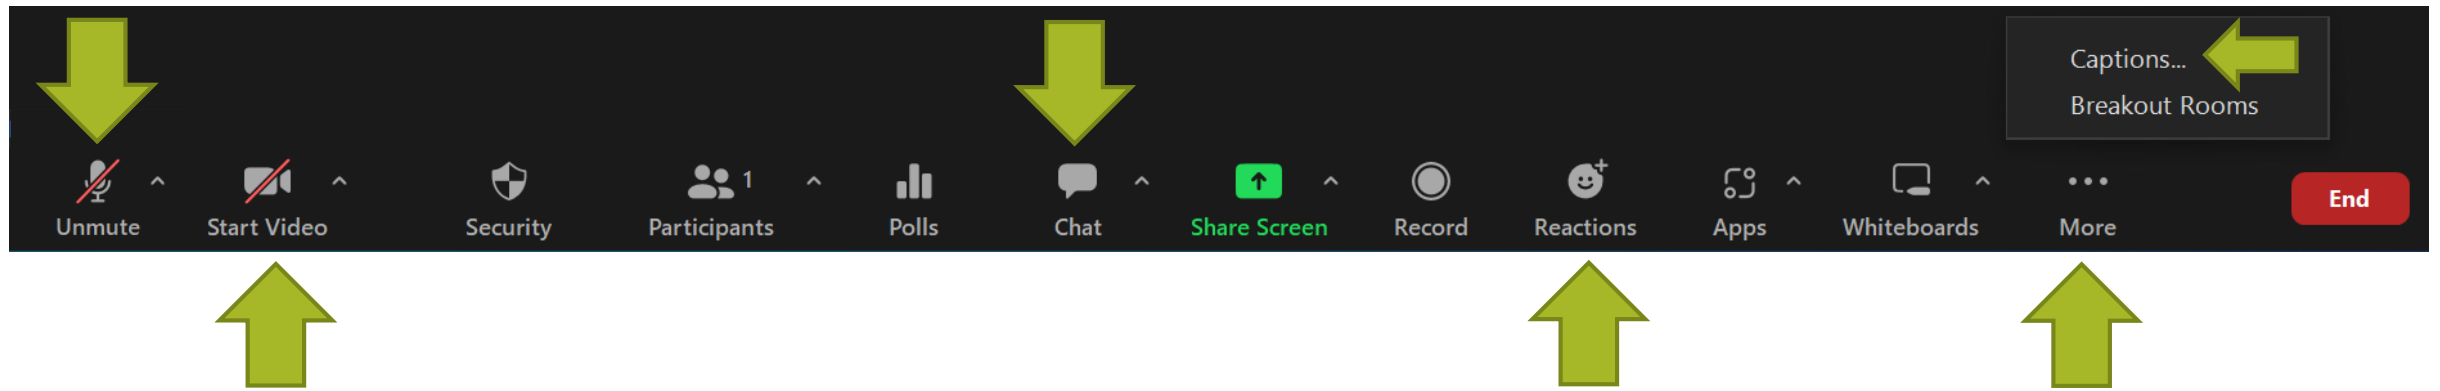 Captions...
Breakout Rooms
1
Unmute
Start Video
Security
Participants
Polls
Chat
Share Screen
Record
Reactions
Apps
Whiteboards
More
End